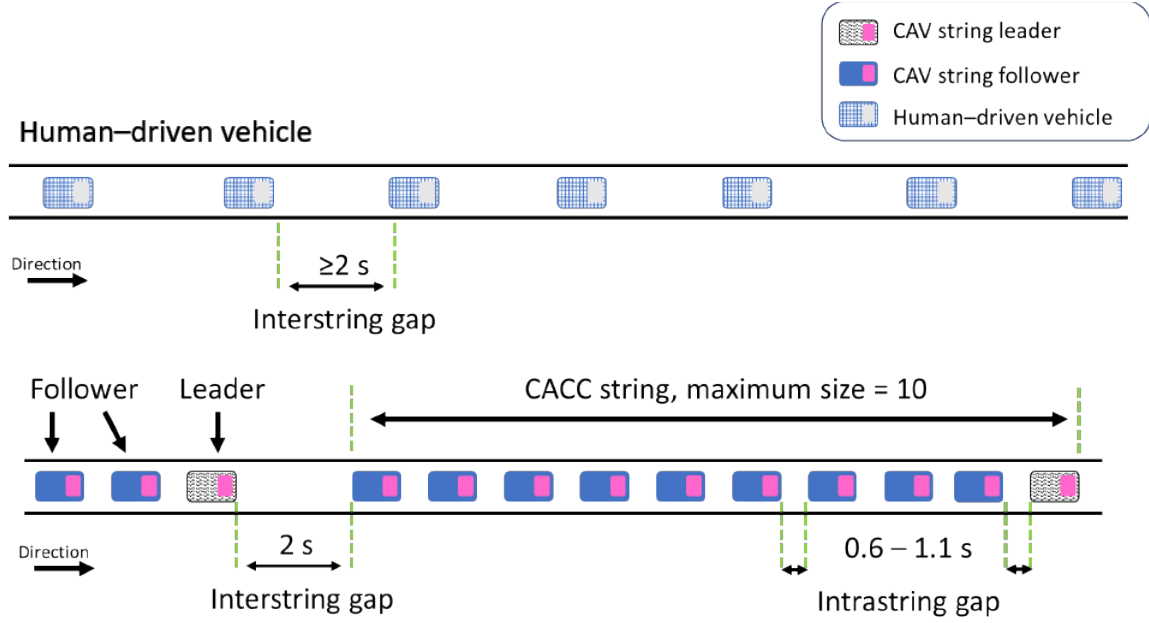 CAV string leader
CAV string follower
Human–driven vehicle
Human–driven vehicle
Direction
≥2 s
Interstring gap
Follower
Leader
CACC string, maximum size = 10
Direction
2 s
0.6 – 1.1 s
Interstring gap
Intrastring gap